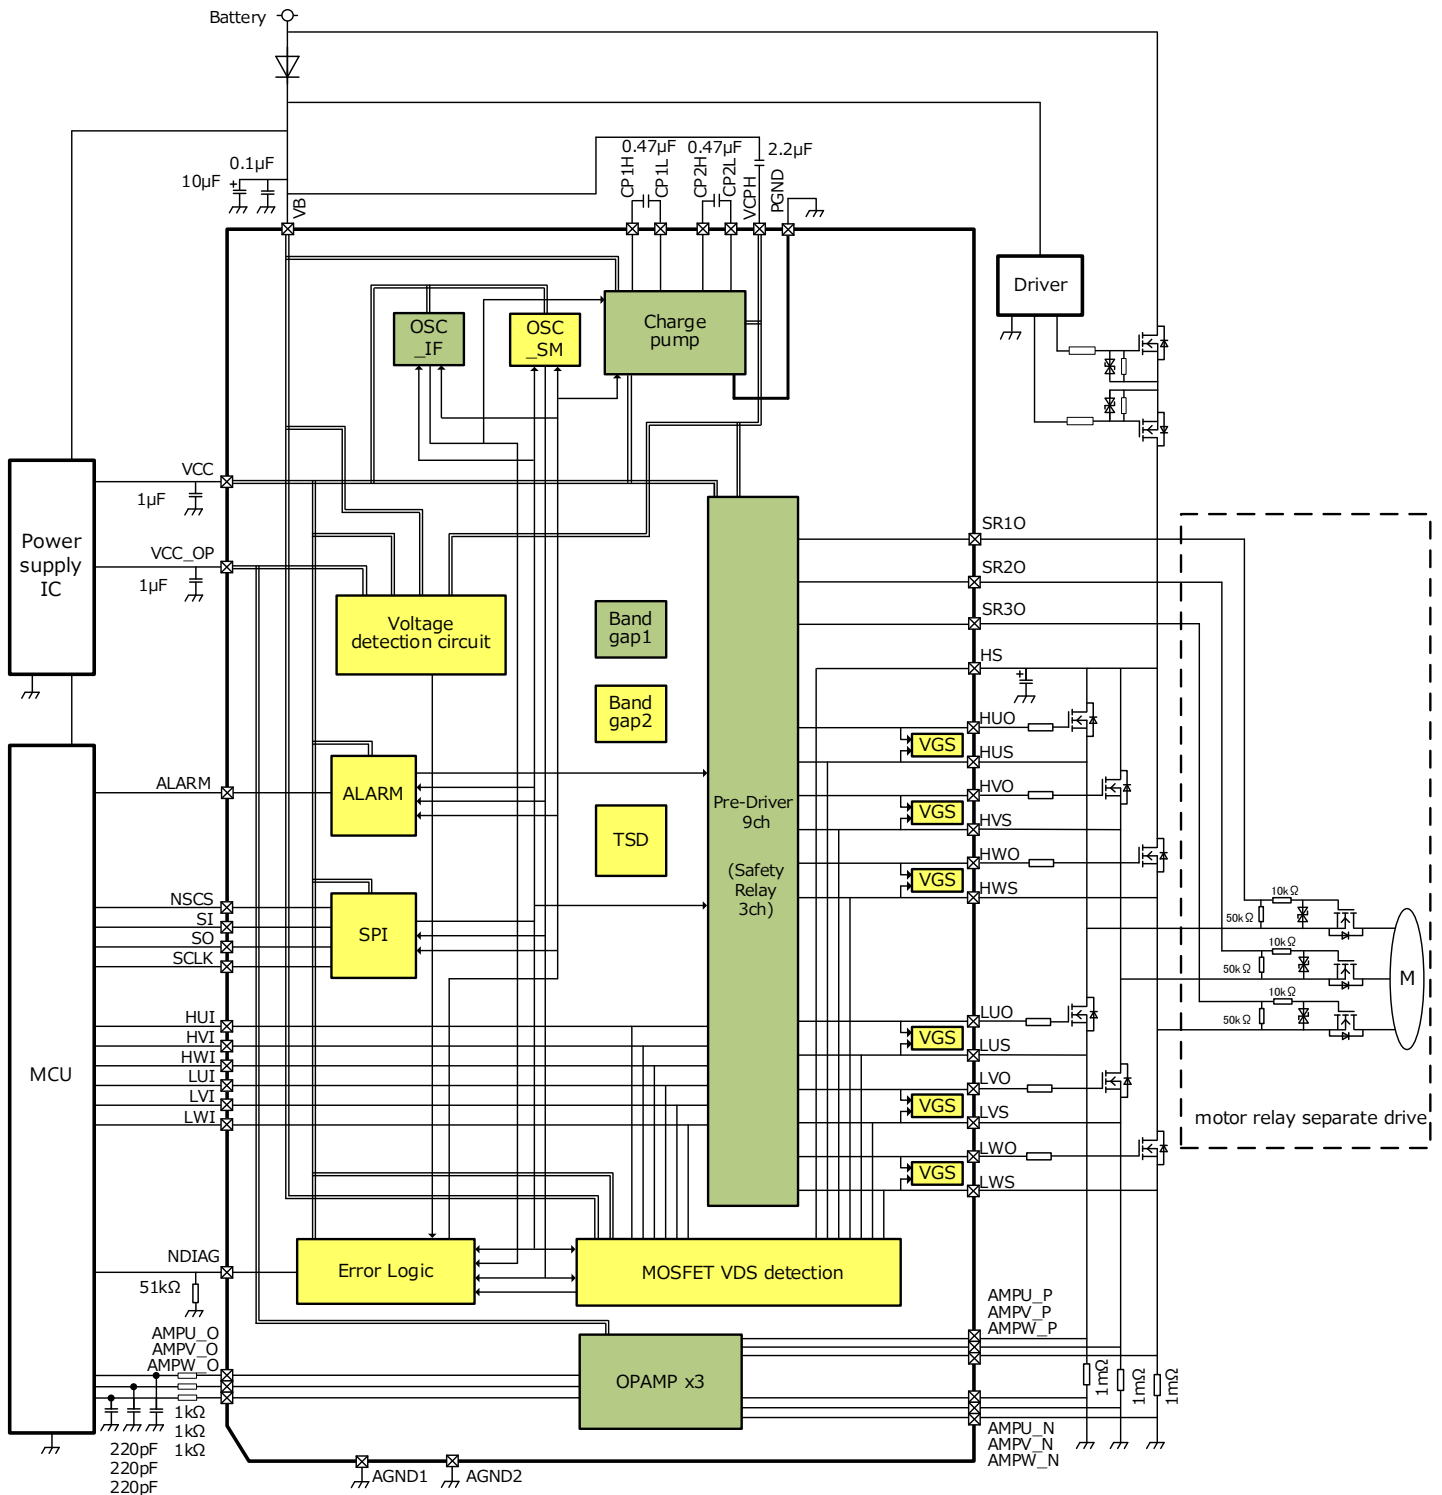 Battery
0.1µF
10µF
VB
CP1H
0.47µF
CP1L
CP2H
0.47µF
CP2L
VCPH
2.2µF
PGND
Driver
OSC
_IF
OSC
_SM
Charge
pump
VCC
1µF
VCC_OP
1µF
Power
supply
IC
Voltage
detection circuit
Band
gap1
Band
gap2
TSD
ALARM
ALARM
NSCS
SI
SO
SCLK
SPI
HUI
HVI
HWI
LUI
LVI
LWI
MCU
Pre-Driver
9ch
(Safety
Relay
3ch)
SR1O
SR2O
SR3O
HS
HUO
VGS
HUS
HVO
VGS
HVS
HWO
VGS
HWS
LUO
VGS
LUS
LVO
VGS
LVS
LWO
VGS
LWS
10kΩ
50kΩ
10kΩ
50kΩ
10kΩ
50kΩ
M
motor relay separate drive
NDIAG
51kΩ
Error Logic
MOSFET VDS detection
AMPU_P
AMPV_P
AMPW_P
AMPU_O
AMPV_O
AMPW_O
OPAMP x3
1mΩ
1mΩ
1mΩ
1kΩ
1kΩ
1kΩ
220pF
220pF
220pF
AMPU_N
AMPV_N
AMPW_N
AGND1
AGND2